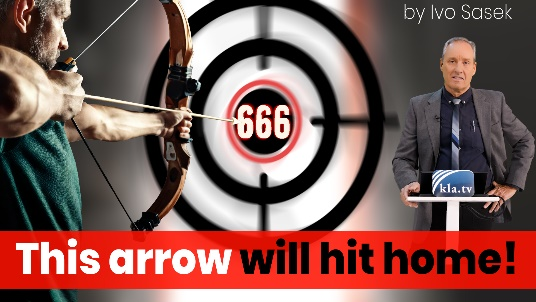 by Ivo Sasek
666
kla.tv
This arrow will hit home!